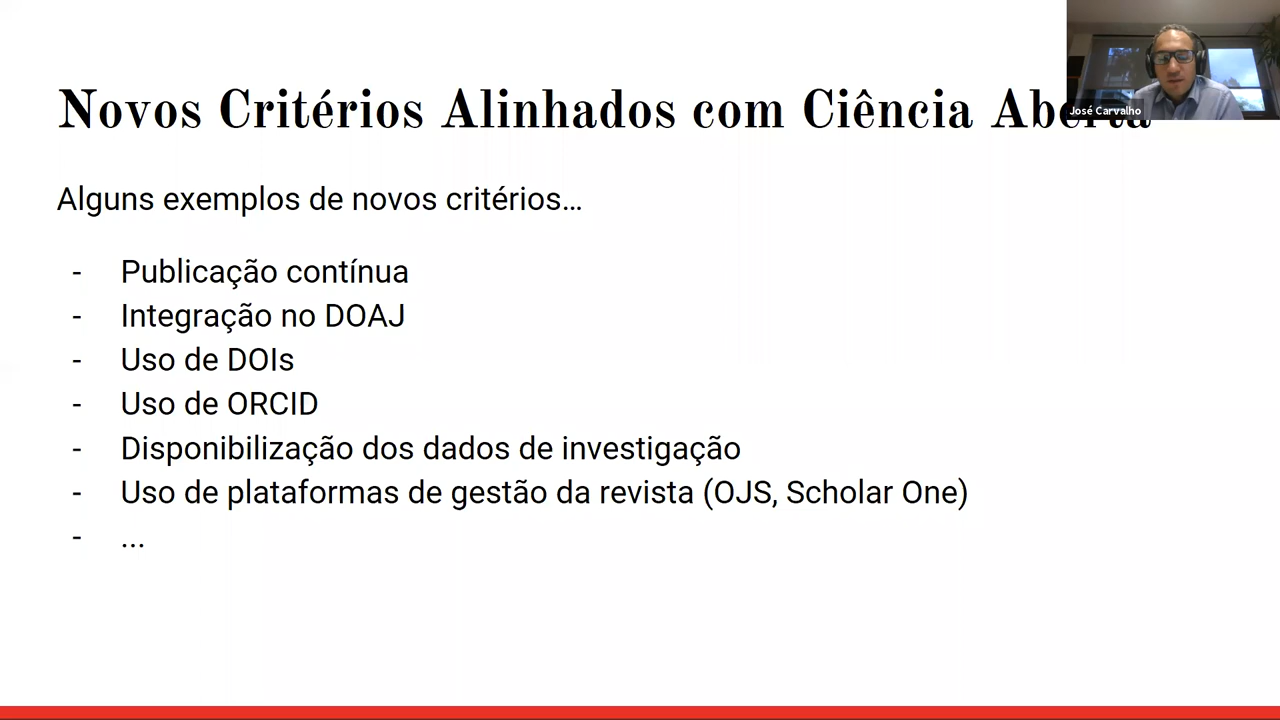 Novos Critérios Alinhados com Ciência Aberta
José Carvalho
Alguns exemplos de novos critérios…
- Publicação contínua
- Integração no DOAJ
- Uso de DOIs
- Uso de ORCID
- Disponibilização dos dados de investigação
- Uso de plataformas de gestão da revista (OJS, Scholar One)
- ...